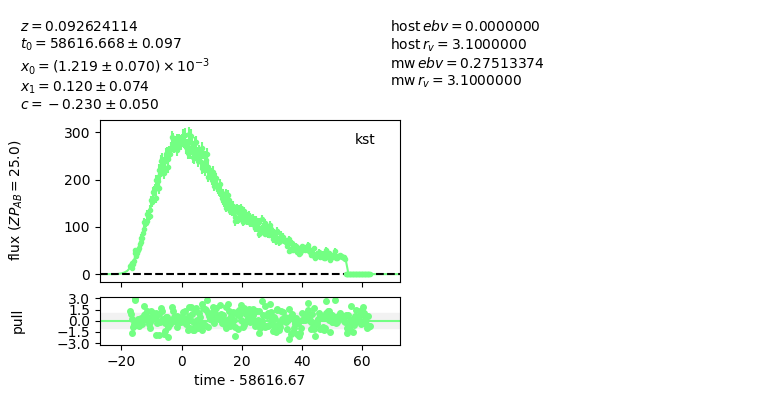 z = 0.092624114
t₀ = 58616.668 ± 0.097
x₀ = (1.219 ± 0.070) × 10⁻³
x₁ = 0.120 ± 0.074
c = −0.230 ± 0.050
host ebv = 0.0000000
host r_v = 3.1000000
mw ebv = 0.27513374
mw r_v = 3.1000000
kst
flux (ZP_AB = 25.0)
300
200
100
0
pull
3.0
1.5
0.0
−1.5
−3.0
−20 0 20 40 60
time - 58616.67